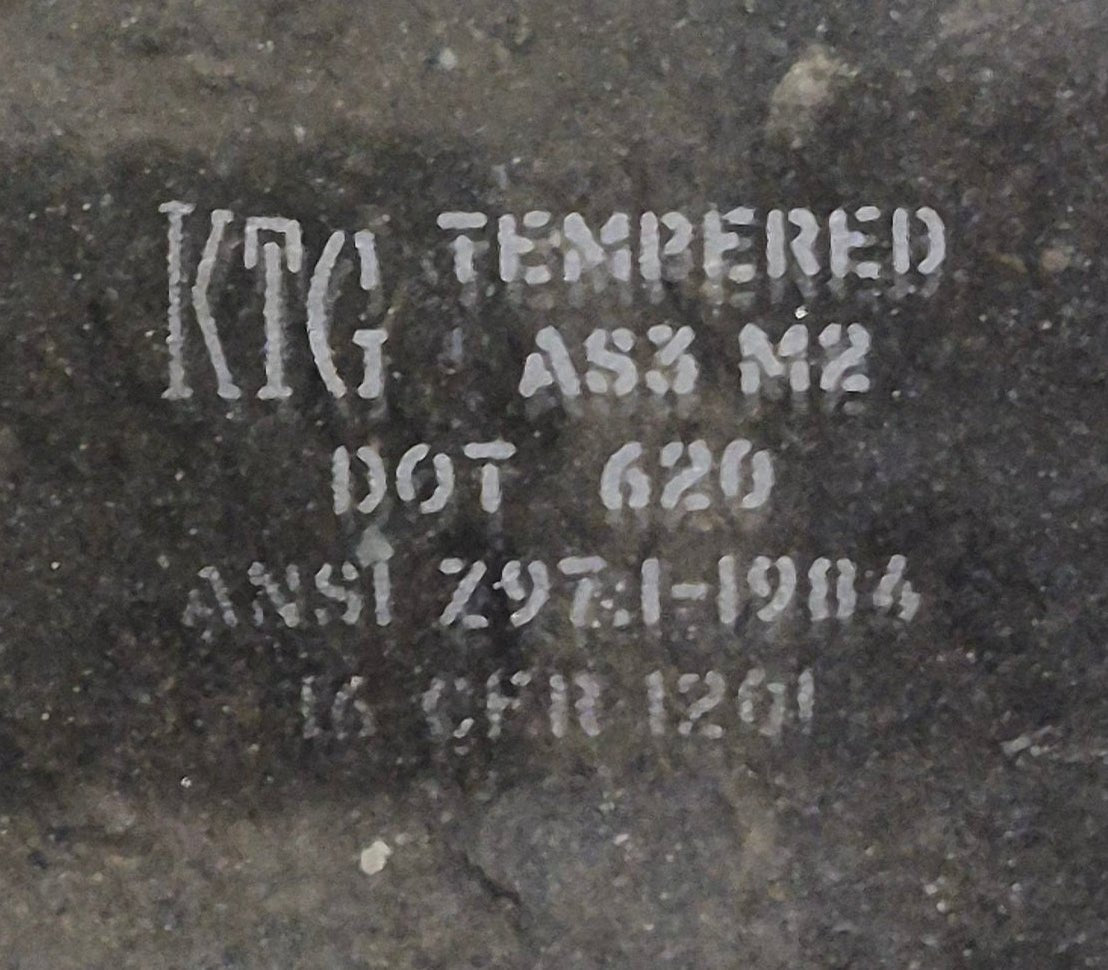 KTG TEMPERED
AS3 M2
DOT 620
ANSI Z97.1-1984
16 CFR 1201